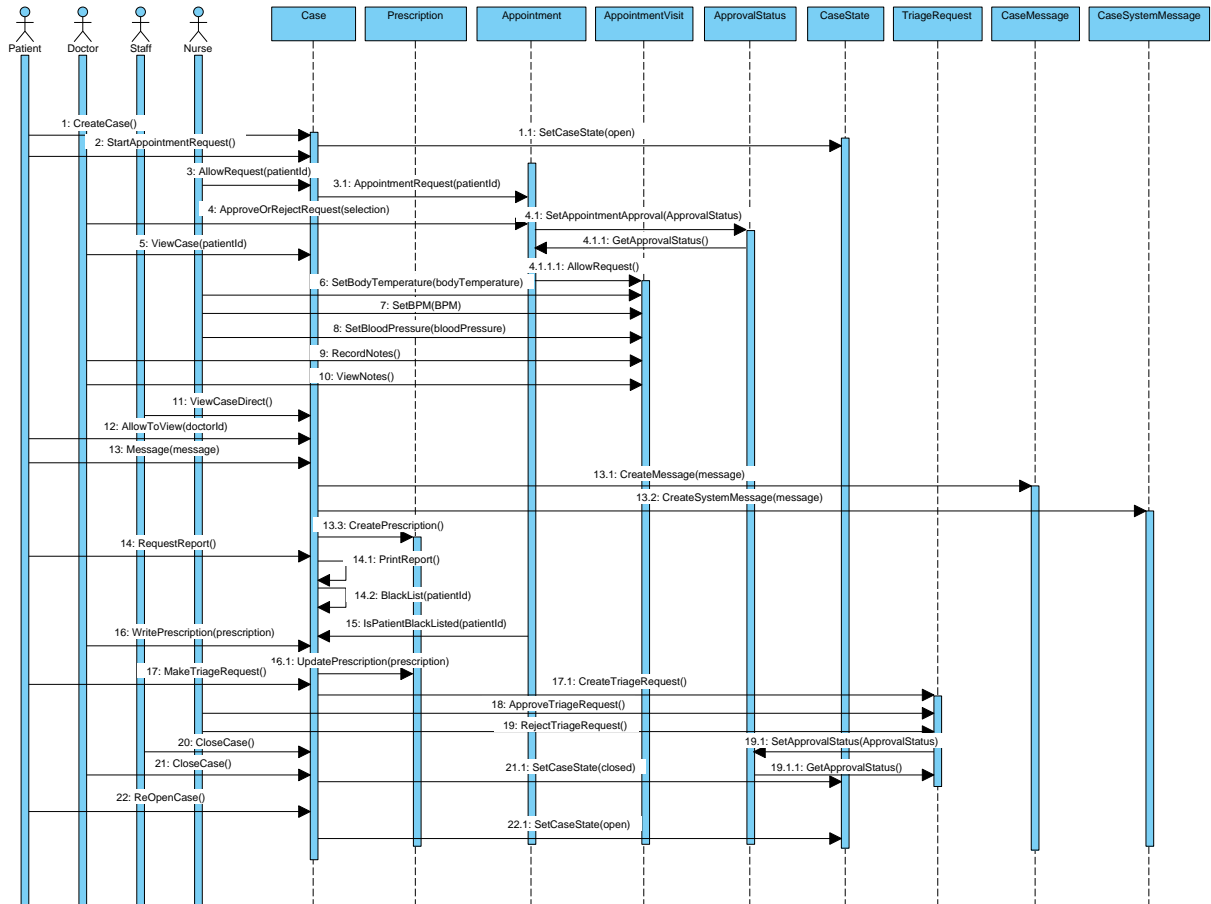 Case
Prescription
Appointment
AppointmentVisit
ApprovalStatus
CaseState
TriageRequest
CaseMessage
CaseSystemMessage
Patient
Doctor
Staff
Nurse
1: CreateCase()
1.1: SetCaseState(open)
2: StartAppointmentRequest()
3: AllowRequest(patientId)
3.1: AppointmentRequest(patientId)
4: ApproveOrRejectRequest(selection)
4.1: SetAppointmentApproval(ApprovalStatus)
5: ViewCase(patientId)
4.1.1: GetApprovalStatus()
4.1.1.1: AllowRequest()
6: SetBodyTemperature(bodyTemperature)
7: SetBPM(BPM)
8: SetBloodPressure(bloodPressure)
9: RecordNotes()
10: ViewNotes()
11: ViewCaseDirect()
12: AllowToView(doctorId)
13: Message(message)
13.1: CreateMessage(message)
13.2: CreateSystemMessage(message)
13.3: CreatePrescription()
14: RequestReport()
14.1: PrintReport()
14.2: BlackList(patientId)
15: IsPatientBlackListed(patientId)
16: WritePrescription(prescription)
16.1: UpdatePrescription(prescription)
17: MakeTriageRequest()
17.1: CreateTriageRequest()
18: ApproveTriageRequest()
19: RejectTriageRequest()
20: CloseCase()
19.1: SetApprovalStatus(ApprovalStatus)
21: CloseCase()
21.1: SetCaseState(closed)
19.1.1: GetApprovalStatus()
22: ReOpenCase()
22.1: SetCaseState(open)